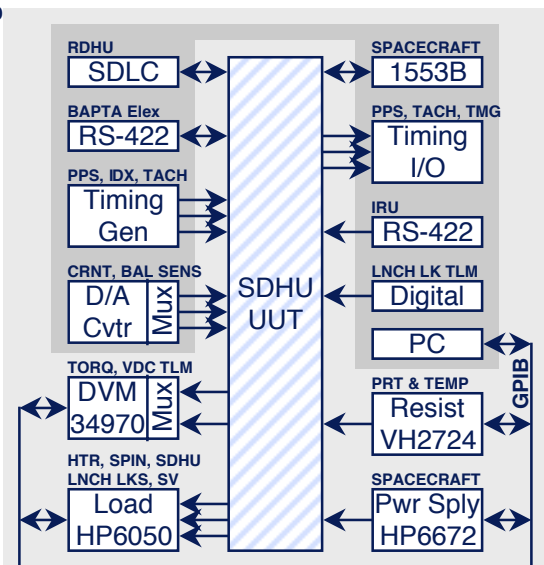 RDHU
SDLC
BAPTA Elex
RS-422
PPS, IDX, TACH
Timing
Gen
CRNT, BAL SENS
D/A
Cvtr
Mux
TORQ, VDC TLM
DVM
34970
Mux
HTR, SPIN, SDHU
LNCH LKS, SV
Load
HP6050
SDHU
UUT
SPACECRAFT
1553B
PPS, TACH, TMG
Timing
I/O
IRU
RS-422
LNCH LK TLM
Digital
PC
GPIB
PRT & TEMP
Resist
VH2724
SPACECRAFT
Pwr Sply
HP6672